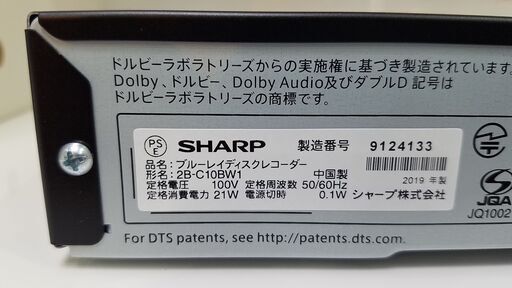 ドルビーラボラトリーズからの実施権に基づき製造されています。
Dolby、ドルビー、Dolby Audio及びダブルD 記号は
ドルビーラボラトリーズの商標です。
PS
E
SHARP 製造番号 9124133
品名: ブルーレイディスクレコーダー
形名: 2B-C10BW1 中国製 2019 年製
定格電圧 100V 定格周波数 50/60Hz
定格消費電力 21W 電源切時 0.1W シャープ株式会社
JQA
JQ1002
For DTS patents, see http://patents.dts.com.